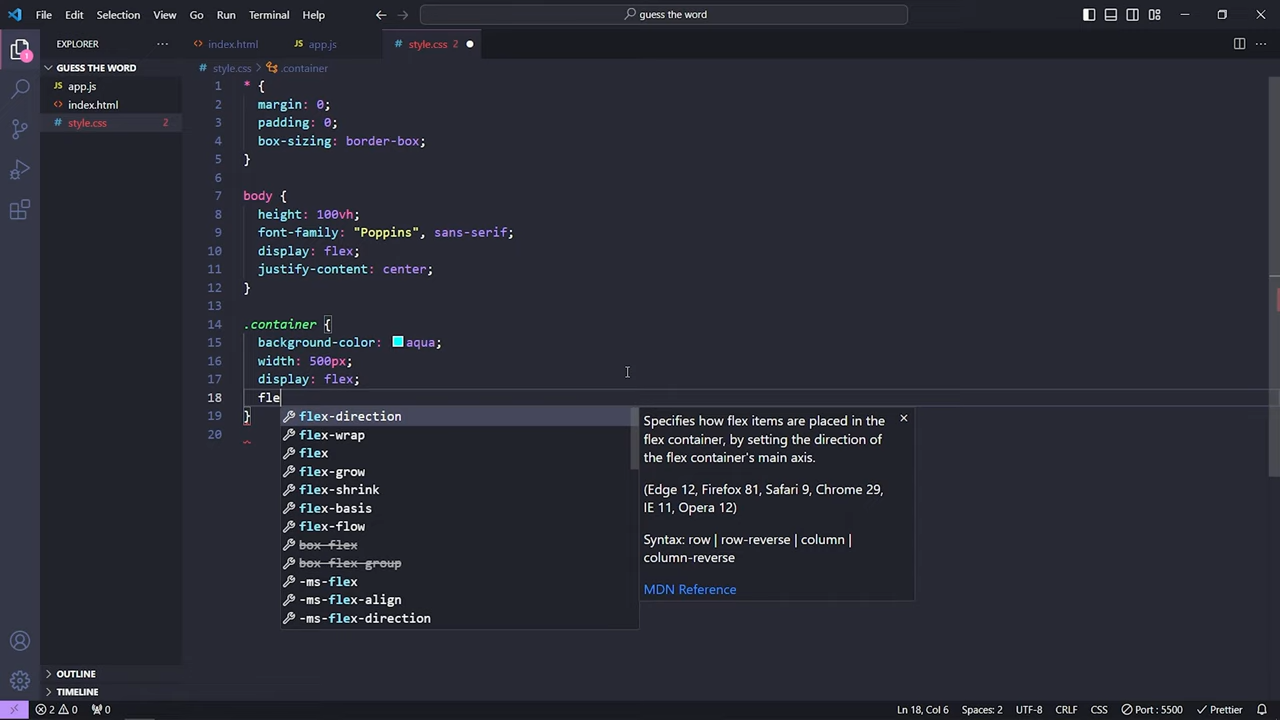 File Edit Selection View Go Run Terminal Help
guess the word
EXPLORER
index.html
app.js
style.css 2
GUESS THE WORD
app.js
index.html
style.css 2
1
style.css > .container
1 * {
2 margin: 0;
3 padding: 0;
4 box-sizing: border-box;
5 }
6
7 body {
8 height: 100vh;
9 font-family: "Poppins", sans-serif;
10 display: flex;
11 justify-content: center;
12 }
13
14 .container {
15 background-color: aqua;
16 width: 500px;
17 display: flex;
18 fle
19 }
20
flex-direction
flex-wrap
flex
flex-grow
flex-shrink
flex-basis
flex-flow
box-flex
box-flex-group
-ms-flex
-ms-flex-align
-ms-flex-direction
Specifies how flex items are placed in the
flex container, by setting the direction of
the flex container's main axis.
(Edge 12, Firefox 81, Safari 9, Chrome 29,
IE 11, Opera 12)
Syntax: row | row-reverse | column |
column-reverse
MDN Reference
OUTLINE
TIMELINE
2 0 0 Ln 18, Col 6 Spaces: 2 UTF-8 CRLF CSS Port : 5500 Prettier